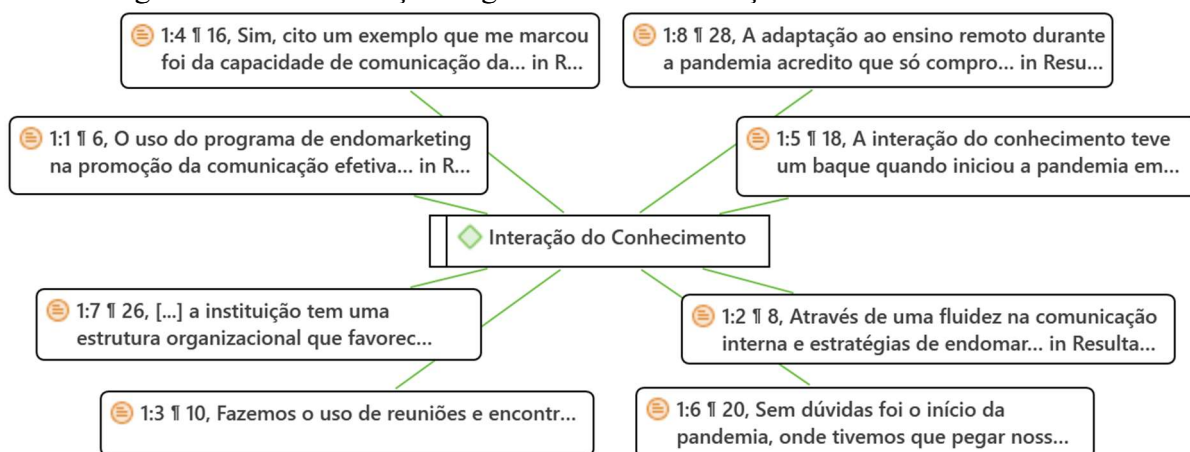 1:4 ¶ 16, Sim, cito um exemplo que me marcou
foi da capacidade de comunicação da... in R...
1:8 ¶ 28, A adaptação ao ensino remoto durante
a pandemia acredito que só compro... in Resu...
1:1 ¶ 6, O uso do programa de endomarketing
na promoção da comunicação efetiva... in R...
1:5 ¶ 18, A interação do conhecimento teve
um baque quando iniciou a pandemia em...
Interação do Conhecimento
1:7 ¶ 26, [...] a instituição tem uma
estrutura organizacional que favorec...
1:2 ¶ 8, Através de uma fluidez na comunicação
interna e estratégias de endomar... in Resulta...
1:3 ¶ 10, Fazemos o uso de reuniões e encontr...
1:6 ¶ 20, Sem dúvidas foi o início da
pandemia, onde tivemos que pegar noss...